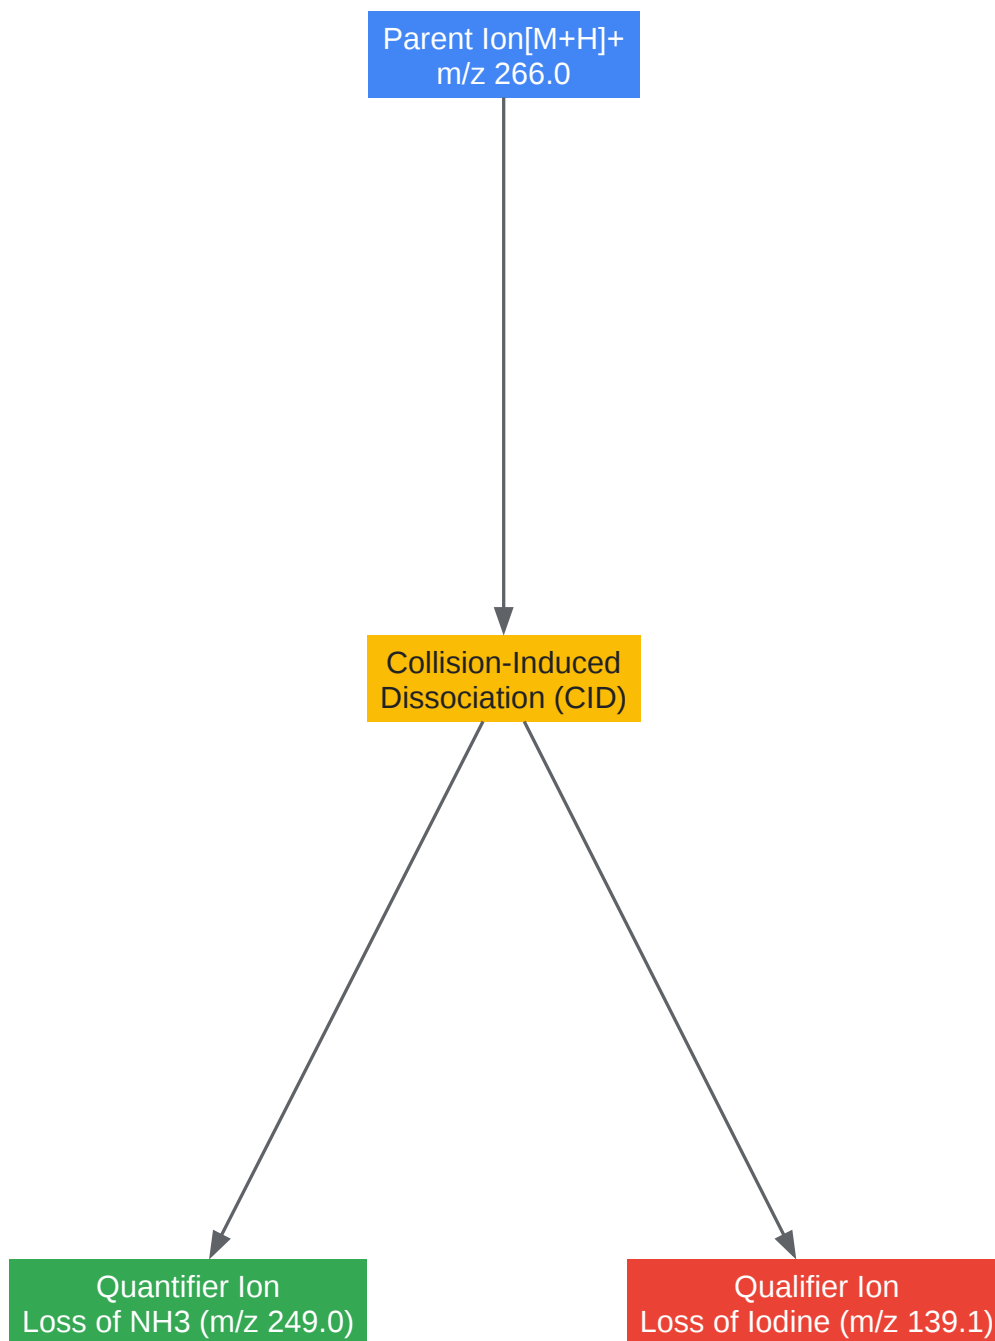 Parent Ion[M+H]+
m/z 266.0
Collision-Induced
Dissociation (CID)
Quantifier Ion
Loss of NH3 (m/z 249.0)
Qualifier Ion
Loss of Iodine (m/z 139.1)